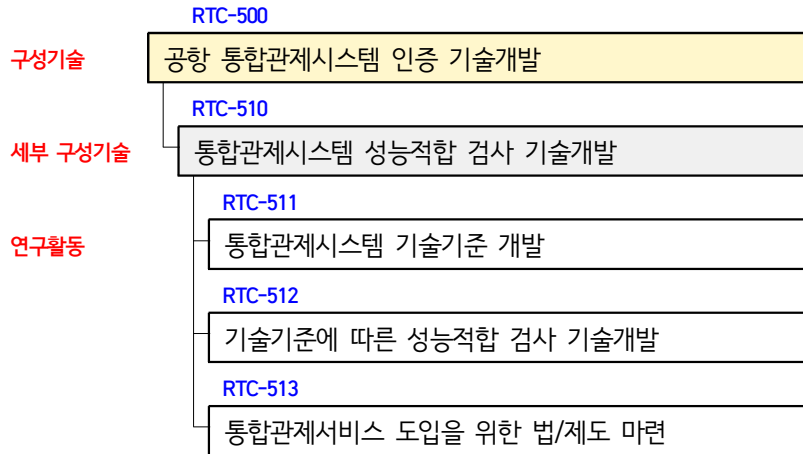 RTC-500
구성기술 공항 통합관제시스템 인증 기술개발
RTC-510
세부 구성기술 통합관제시스템 성능적합 검사 기술개발
RTC-511
연구활동 통합관제시스템 기술기준 개발
RTC-512
기술기준에 따른 성능적합 검사 기술개발
RTC-513
통합관제서비스 도입을 위한 법/제도 마련